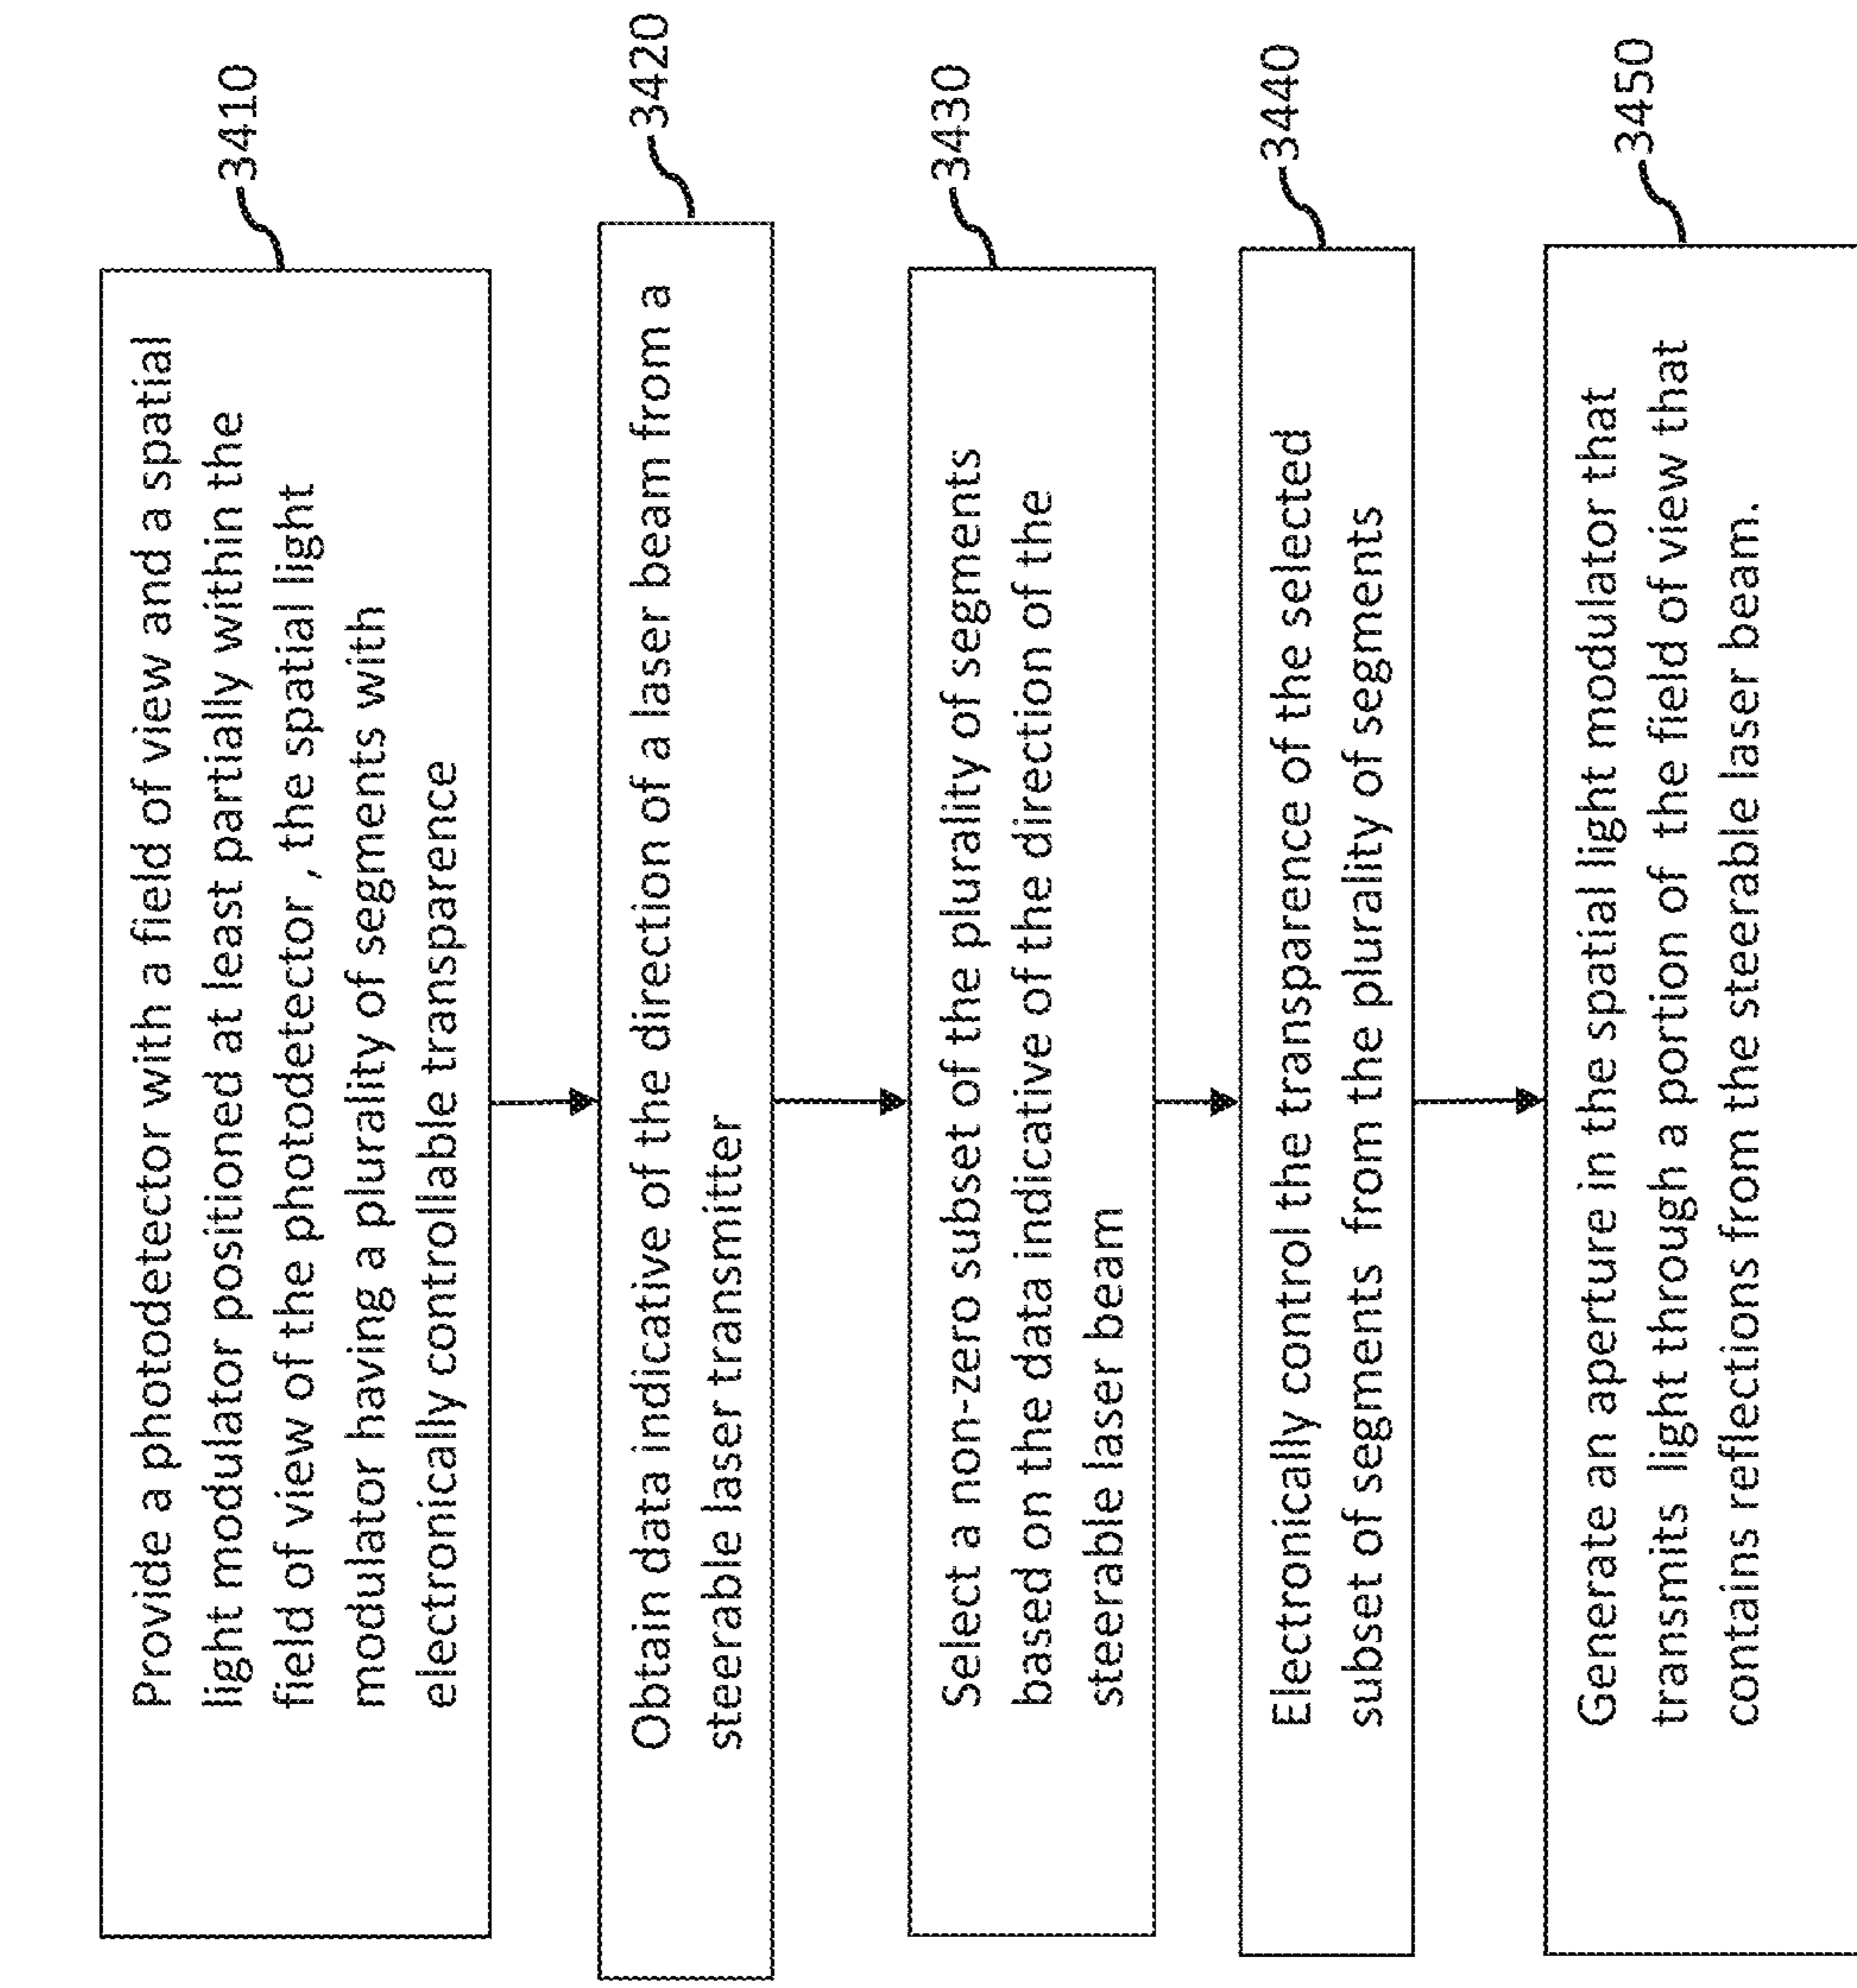 3410
Provide a photodetector with a field of view and a spatial
light modulator positioned at least partially within the
field of view of the photodetector , the spatial light
modulator having a plurality of segments with
electronically controllable transparence
3420
Obtain data indicative of the direction of a laser beam from a
steerable laser transmitter
3430
Select a non-zero subset of the plurality of segments
based on the data indicative of the direction of the
steerable laser beam
3440
Electronically control the transparence of the selected
subset of segments from the plurality of segments
3450
Generate an aperture in the spatial light modulator that
transmits light through a portion of the field of view that
contains reflections from the steerable laser beam.